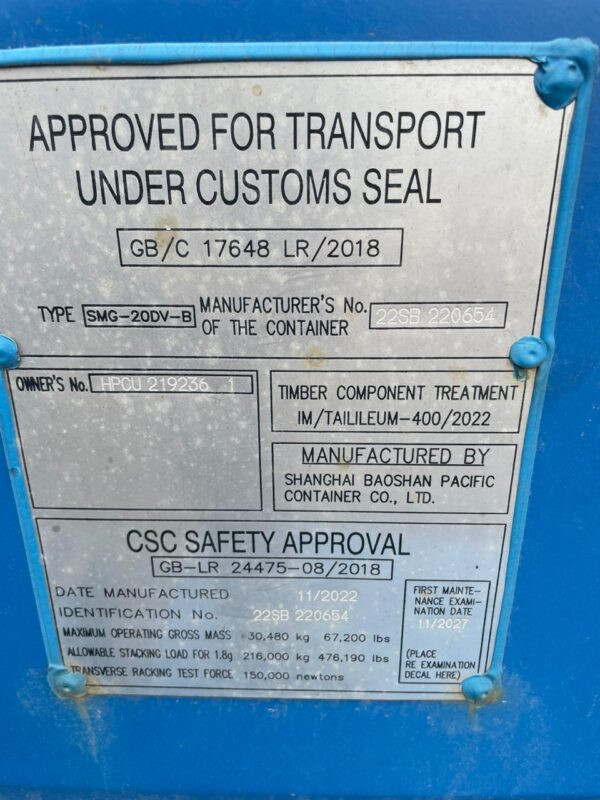 APPROVED FOR TRANSPORT
UNDER CUSTOMS SEAL
GB/C 17648 LR/2018
TYPE SMG-20DV-B MANUFACTURER'S No. OF THE CONTAINER 22SB 220654
OWNER'S No. HPCU 219236 1
TIMBER COMPONENT TREATMENT
IM/TAILILEUM-400/2022
MANUFACTURED BY
SHANGHAI BAOSHAN PACIFIC
CONTAINER CO., LTD.
CSC SAFETY APPROVAL
GB-LR 24475-08/2018
DATE MANUFACTURED 11/2022
IDENTIFICATION No. 22SB 220654
MAXIMUM OPERATING GROSS MASS 30,480 kg 67,200 lbs
ALLOWABLE STACKING LOAD FOR 1.8g 216,000 kg 476,190 lbs
TRANSVERSE RACKING TEST FORCE 150,000 newtons
FIRST MAINTE-
NANCE EXAMI-
NATION DATE
11/2027
(PLACE
RE EXAMINATION
DECAL HERE)